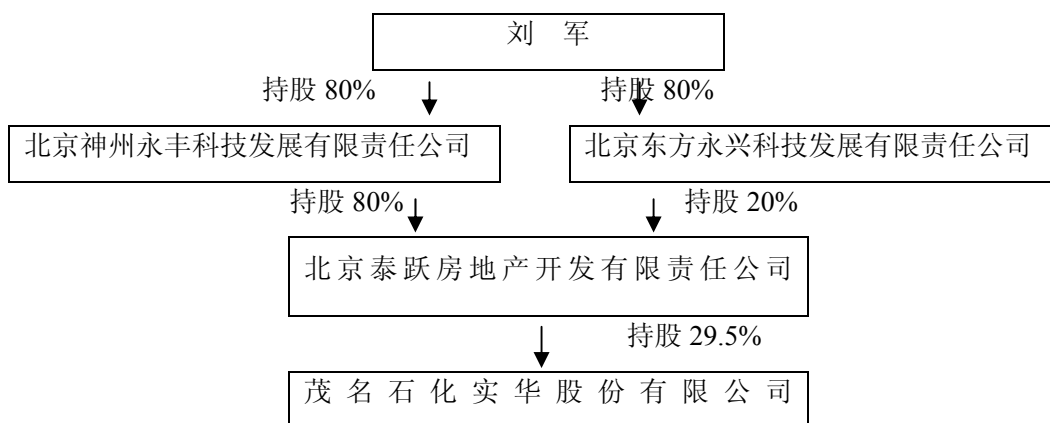 刘 军
持股 80% 持股 80%
北京神州永丰科技发展有限责任公司 北京东方永兴科技发展有限责任公司
持股 80% 持股 20%
北京泰跃房地产开发有限责任公司
持股 29.5%
茂名石化实华股份有限公司